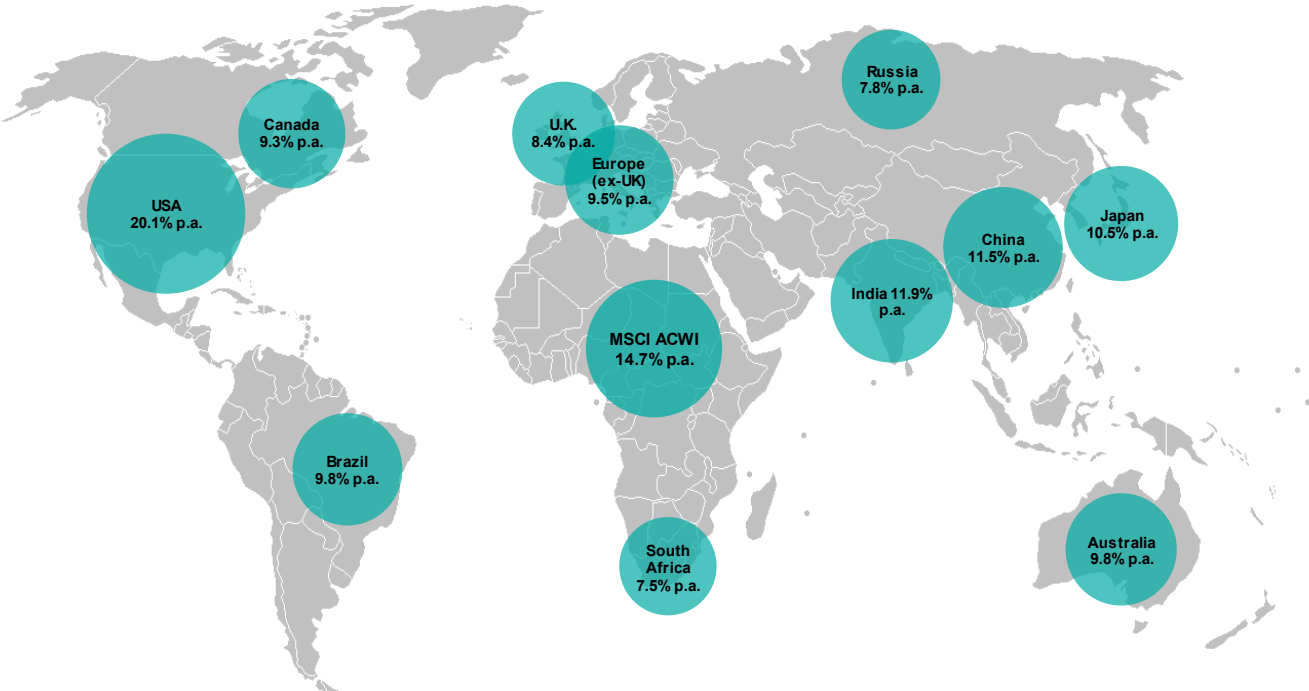 Russia
7.8% p.a.
Canada
9.3% p.a.
U.K.
8.4% p.a.
Europe
(ex-UK)
9.5% p.a.
USA
20.1% p.a.
Japan
10.5% p.a.
China
11.5% p.a.
India 11.9%
p.a.
MSCI ACWI
14.7% p.a.
Brazil
9.8% p.a.
South
Africa
7.5% p.a.
Australia
9.8% p.a.